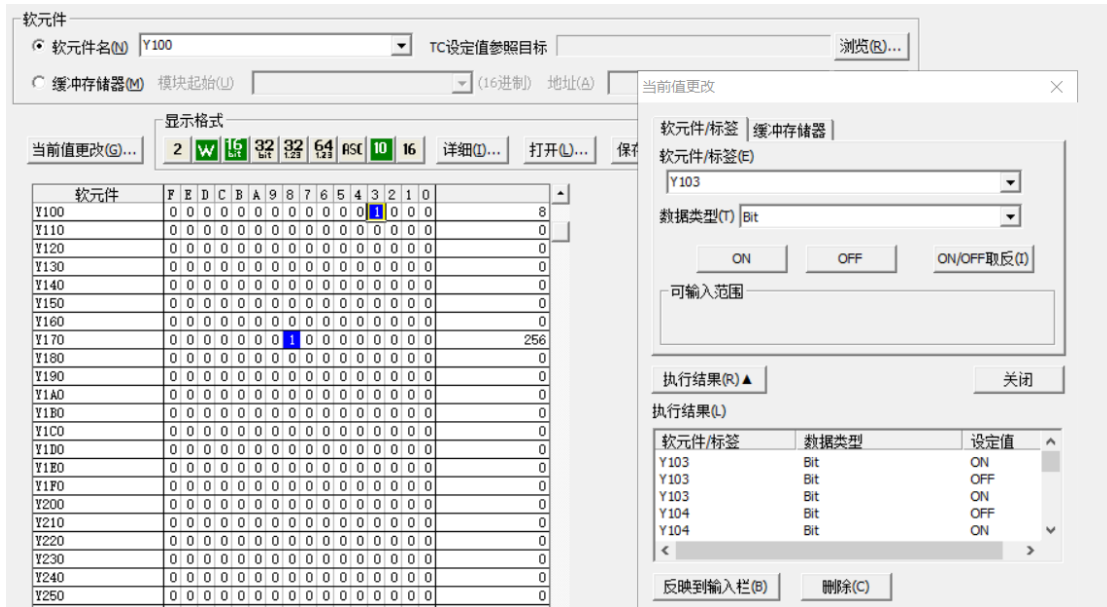 软元件
软元件名(N) Y100 TC设定值参照目标 浏览(R)...
缓冲存储器(M) 模块起始(U) (16进制) 地址(A)
显示格式
当前值更改(G)... 2 W 16bit 32bit 321.23 641.23 ASC 10 16 详细(I)... 打开(L)... 保存
软元件 F E D C B A 9 8 7 6 5 4 3 2 1 0
Y100 0 0 0 0 0 0 0 0 0 0 0 0 1 0 0 0 8
Y110 0 0 0 0 0 0 0 0 0 0 0 0 0 0 0 0 0
Y120 0 0 0 0 0 0 0 0 0 0 0 0 0 0 0 0 0
Y130 0 0 0 0 0 0 0 0 0 0 0 0 0 0 0 0 0
Y140 0 0 0 0 0 0 0 0 0 0 0 0 0 0 0 0 0
Y150 0 0 0 0 0 0 0 0 0 0 0 0 0 0 0 0 0
Y160 0 0 0 0 0 0 0 0 0 0 0 0 0 0 0 0 0
Y170 0 0 0 0 0 0 0 1 0 0 0 0 0 0 0 0 256
Y180 0 0 0 0 0 0 0 0 0 0 0 0 0 0 0 0 0
Y190 0 0 0 0 0 0 0 0 0 0 0 0 0 0 0 0 0
Y1A0 0 0 0 0 0 0 0 0 0 0 0 0 0 0 0 0 0
Y1B0 0 0 0 0 0 0 0 0 0 0 0 0 0 0 0 0 0
Y1C0 0 0 0 0 0 0 0 0 0 0 0 0 0 0 0 0 0
Y1D0 0 0 0 0 0 0 0 0 0 0 0 0 0 0 0 0 0
Y1E0 0 0 0 0 0 0 0 0 0 0 0 0 0 0 0 0 0
Y1F0 0 0 0 0 0 0 0 0 0 0 0 0 0 0 0 0 0
Y200 0 0 0 0 0 0 0 0 0 0 0 0 0 0 0 0 0
Y210 0 0 0 0 0 0 0 0 0 0 0 0 0 0 0 0 0
Y220 0 0 0 0 0 0 0 0 0 0 0 0 0 0 0 0 0
Y230 0 0 0 0 0 0 0 0 0 0 0 0 0 0 0 0 0
Y240 0 0 0 0 0 0 0 0 0 0 0 0 0 0 0 0 0
Y250 0 0 0 0 0 0 0 0 0 0 0 0 0 0 0 0 0
当前值更改
软元件/标签 缓冲存储器
软元件/标签(E)
Y103
数据类型(T) Bit
ON OFF ON/OFF取反(I)
可输入范围
执行结果(R)▲ 关闭
执行结果(L)
软元件/标签 数据类型 设定值
Y103 Bit ON
Y103 Bit OFF
Y103 Bit ON
Y104 Bit OFF
Y104 Bit ON
反映到输入栏(B) 删除(C)